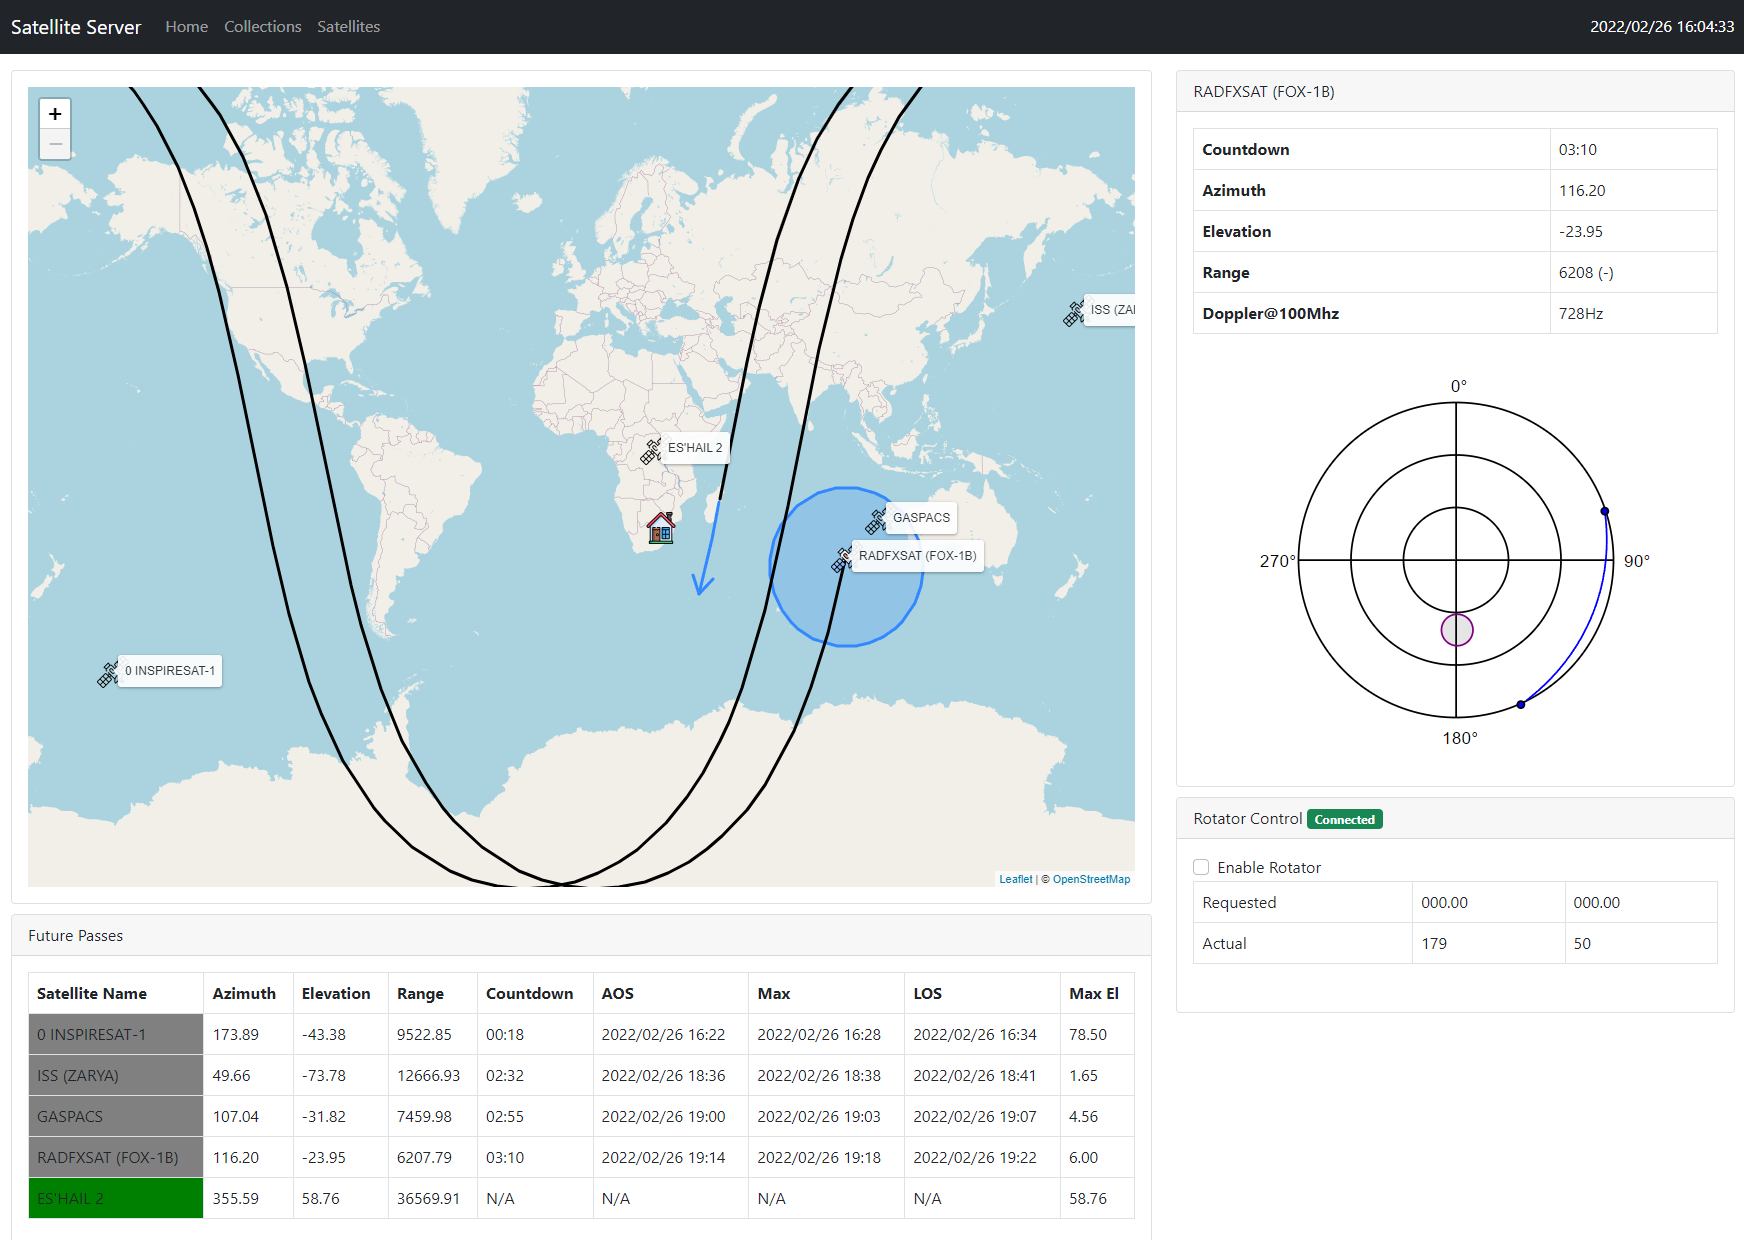 Satellite Server Home Collections Satellites 2022/02/26 16:04:33
+
−
ISS (ZAI
ES'HAIL 2
GASPACS
RADFXSAT (FOX-1B)
0 INSPIRESAT-1
Leaflet | © OpenStreetMap
RADFXSAT (FOX-1B)
Countdown 03:10
Azimuth 116.20
Elevation -23.95
Range 6208 (-)
Doppler@100Mhz 728Hz
0°
270° 90°
180°
Rotator Control Connected
Enable Rotator
Requested 000.00 000.00
Actual 179 50
Future Passes
Satellite Name Azimuth Elevation Range Countdown AOS Max LOS Max El
0 INSPIRESAT-1 173.89 -43.38 9522.85 00:18 2022/02/26 16:22 2022/02/26 16:28 2022/02/26 16:34 78.50
ISS (ZARYA) 49.66 -73.78 12666.93 02:32 2022/02/26 18:36 2022/02/26 18:38 2022/02/26 18:41 1.65
GASPACS 107.04 -31.82 7459.98 02:55 2022/02/26 19:00 2022/02/26 19:03 2022/02/26 19:07 4.56
RADFXSAT (FOX-1B) 116.20 -23.95 6207.79 03:10 2022/02/26 19:14 2022/02/26 19:18 2022/02/26 19:22 6.00
ES'HAIL 2 355.59 58.76 36569.91 N/A N/A N/A N/A 58.76